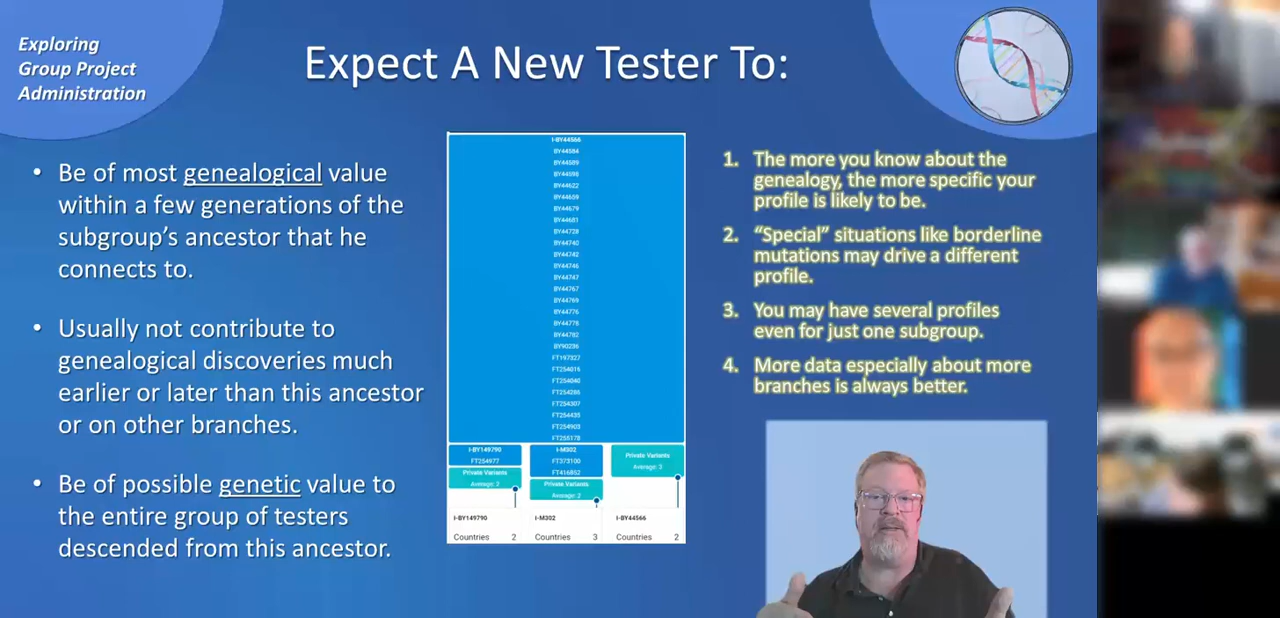 Exploring
Group Project
Administration
Expect A New Tester To:
• Be of most genealogical value
within a few generations of the
subgroup's ancestor that he
connects to.
• Usually not contribute to
genealogical discoveries much
earlier or later than this ancestor
or on other branches.
• Be of possible genetic value to
the entire group of testers
descended from this ancestor.
I-BY44566
BY44584
BY44589
BY44598
BY44622
BY44659
BY44679
BY44681
BY44728
BY44740
BY44742
BY44746
BY44747
BY44767
BY44769
BY44776
BY44778
BY44782
BY90236
FT197327
FT254016
FT254040
FT254286
FT254307
FT254435
FT254903
FT255178
I-BY149790
FT254977
Private Variants
Average: 2
I-M302
FT373100
FT416852
Private Variants
Average: 2
Private Variants
Average: 3
I-BY149790
Countries 2
I-M302
Countries 3
I-BY44566
Countries 2
1. The more you know about the
genealogy, the more specific your
profile is likely to be.
2. "Special" situations like borderline
mutations may drive a different
profile.
3. You may have several profiles
even for just one subgroup.
4. More data especially about more
branches is always better.